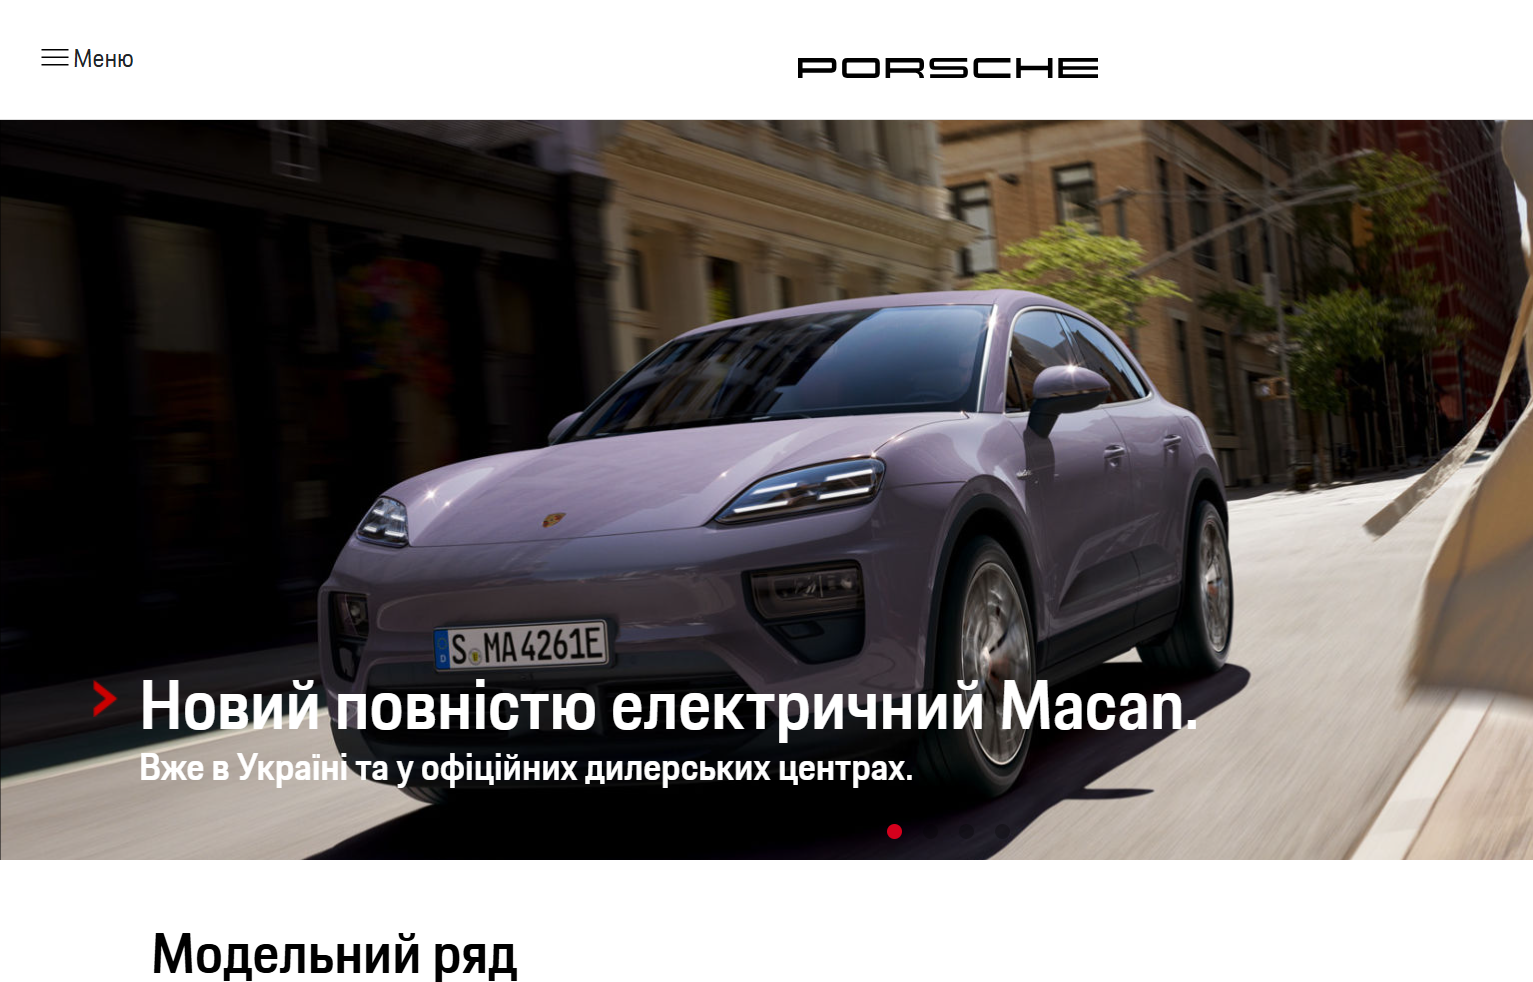 Меню
PORSCHE
S MA 4261E
Новий повністю електричний Macan.
Вже в Україні та у офіційних дилерських центрах.
Модельний ряд